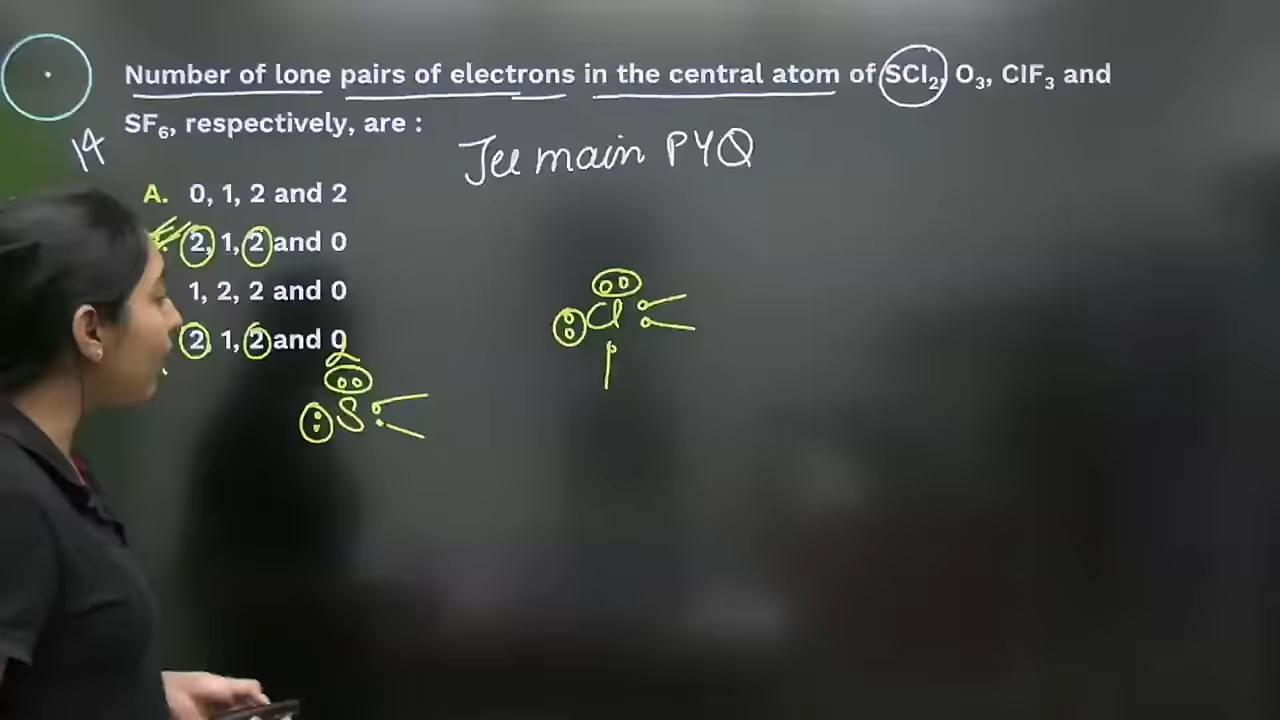 Number of lone pairs of electrons in the central atom of SCl₂, O₃, ClF₃ and
SF₆, respectively, are :
14
Jee main PYQ
A. 0, 1, 2 and 2
2, 1, 2 and 0
1, 2, 2 and 0
2, 1, 2 and 0
2
S
Cl